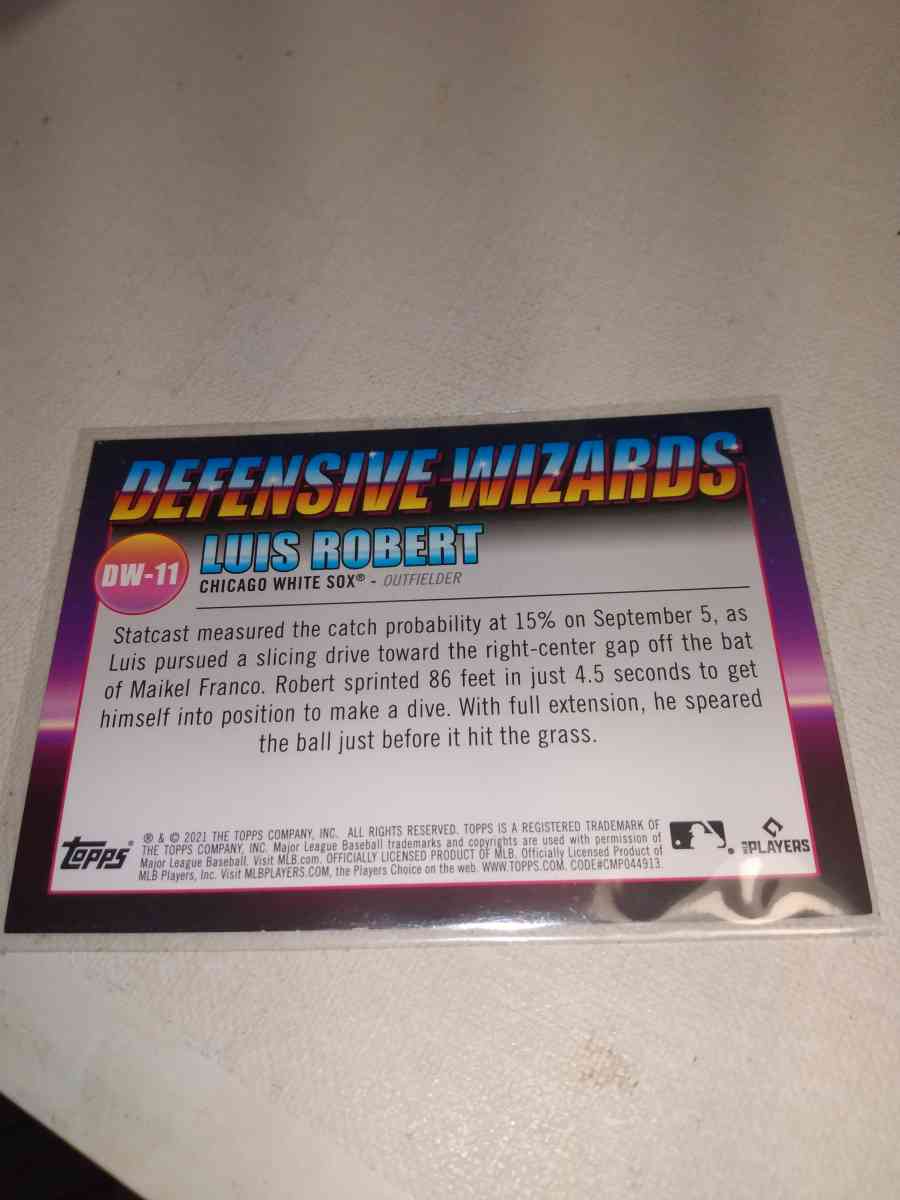 DEFENSIVE WIZARDS
LUIS ROBERT
DW-11
CHICAGO WHITE SOX® - OUTFIELDER
Statcast measured the catch probability at 15% on September 5, as
Luis pursued a slicing drive toward the right-center gap off the bat
of Maikel Franco. Robert sprinted 86 feet in just 4.5 seconds to get
himself into position to make a dive. With full extension, he speared
the ball just before it hit the grass.
topps®
® & © 2021 THE TOPPS COMPANY, INC. ALL RIGHTS RESERVED. TOPPS IS A REGISTERED TRADEMARK OF
THE TOPPS COMPANY, INC. Major League Baseball trademarks and copyrights are used with permission of
Major League Baseball. Visit MLB.com. OFFICIALLY LICENSED PRODUCT OF MLB. Officially Licensed Product of
MLB Players, Inc. Visit MLBPLAYERS.COM, the Players Choice on the web. WWW.TOPPS.COM. CODE#CMP044913.
PLAYERS